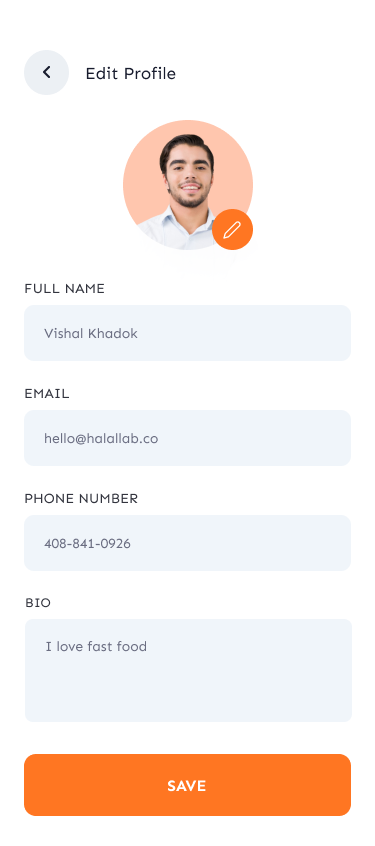 Edit Profile
FULL NAME
Vishal Khadok
EMAIL
hello@halallab.co
PHONE NUMBER
408-841-0926
BIO
I love fast food
SAVE